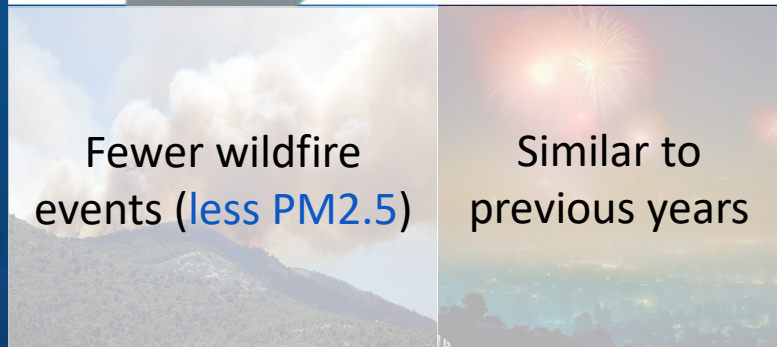 Fewer wildfire
events (less PM2.5)
Similar to
previous years